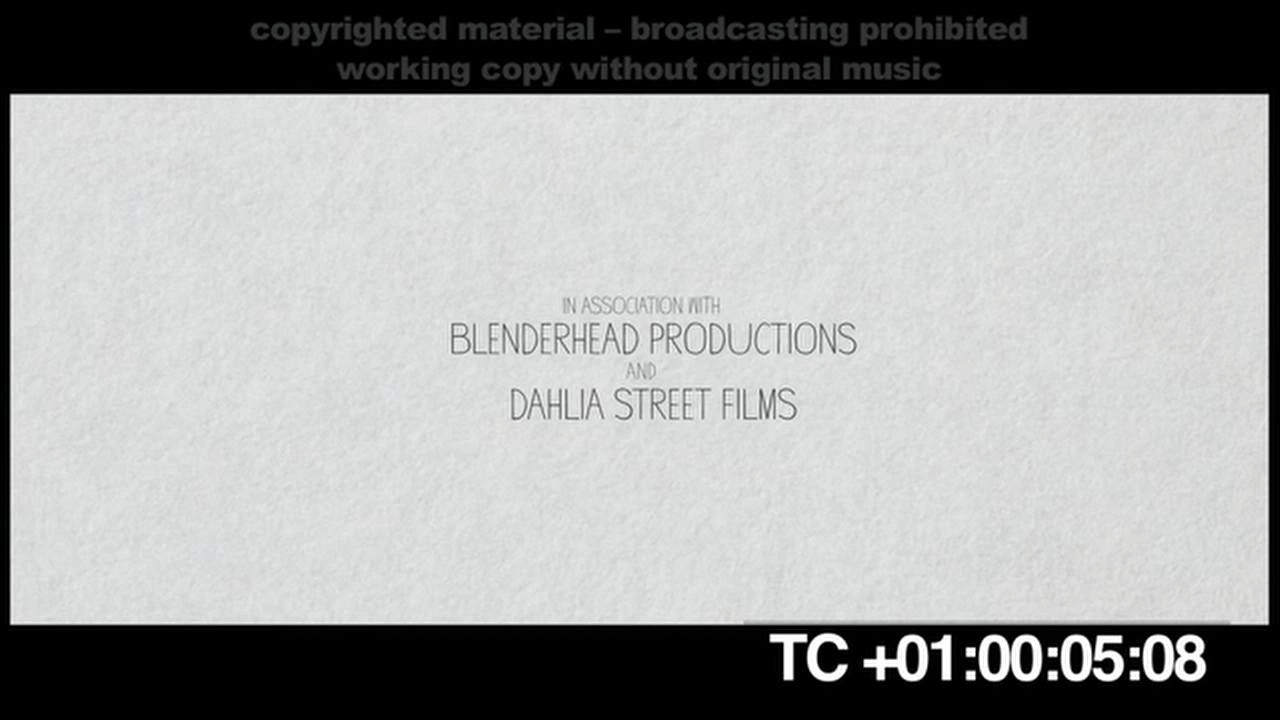 copyrighted material – broadcasting prohibited
working copy without original music
IN ASSOCIATION WITH
BLENDERHEAD PRODUCTIONS
AND
DAHLIA STREET FILMS
TC +01:00:05:08